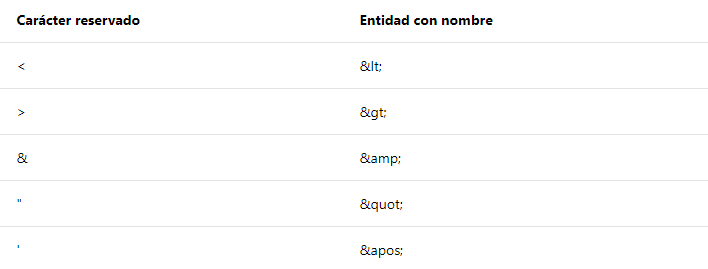 Carácter reservado Entidad con nombre
< &lt;
> &gt;
& &amp;
" &quot;
' &apos;